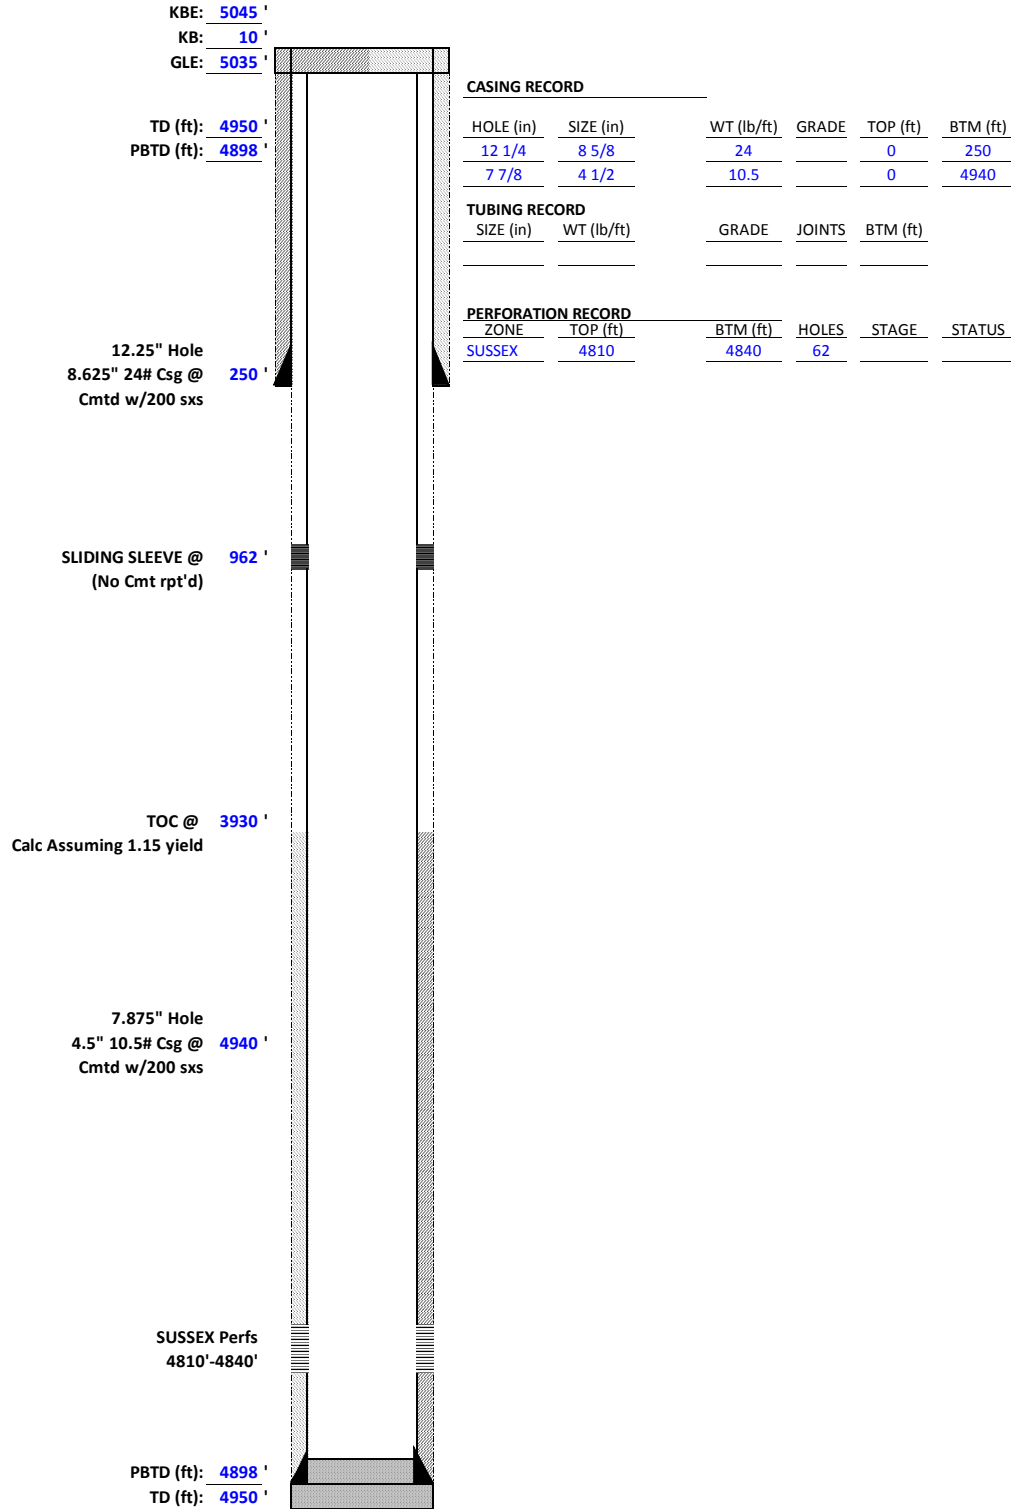 KBE: 5045 '
KB: 10 '
GLE: 5035 '
CASING RECORD
TD (ft): 4950 '
HOLE (in) SIZE (in) WT (lb/ft) GRADE TOP (ft) BTM (ft)
PBTD (ft): 4898 '
12 1/4 8 5/8 24 0 250
7 7/8 4 1/2 10.5 0 4940
TUBING RECORD
SIZE (in) WT (lb/ft) GRADE JOINTS BTM (ft)
PERFORATION RECORD
ZONE TOP (ft) BTM (ft) HOLES STAGE STATUS
SUSSEX 4810 4840 62
12.25" Hole
8.625" 24# Csg @ 250 '
Cmtd w/200 sxs
SLIDING SLEEVE @ 962 '
(No Cmt rpt'd)
TOC @ 3930 '
Calc Assuming 1.15 yield
7.875" Hole
4.5" 10.5# Csg @ 4940 '
Cmtd w/200 sxs
SUSSEX Perfs
4810'-4840'
PBTD (ft): 4898 '
TD (ft): 4950 '